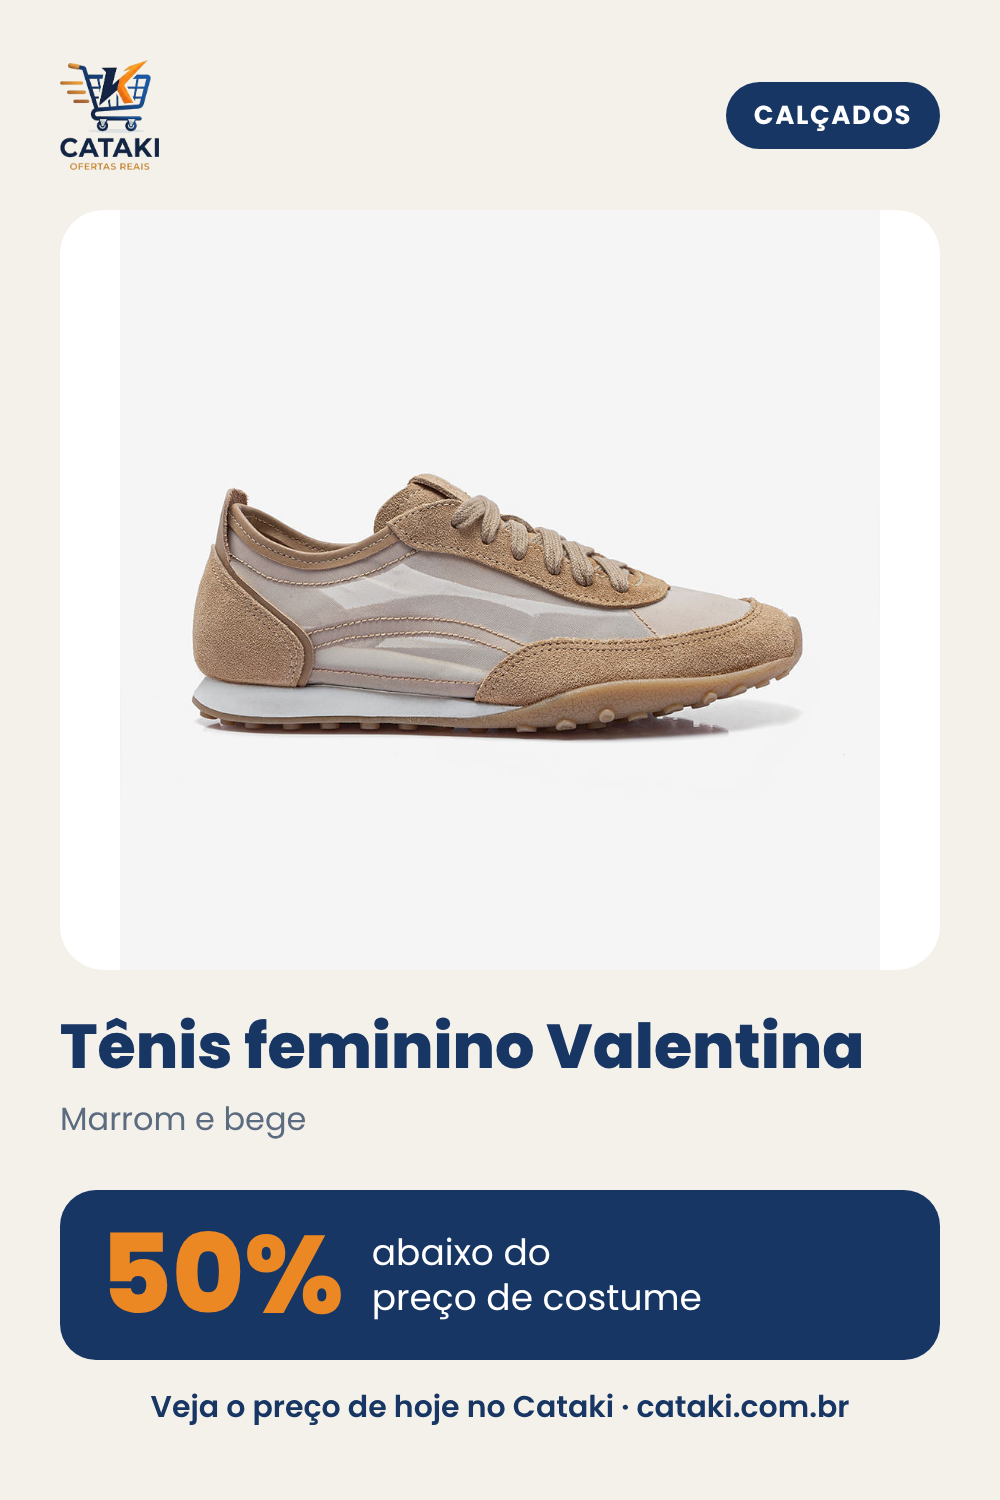 CATAKI
OFERTAS REAIS
CALÇADOS
Tênis feminino Valentina
Marrom e bege
50%
abaixo do
preço de costume
Veja o preço de hoje no Cataki · cataki.com.br